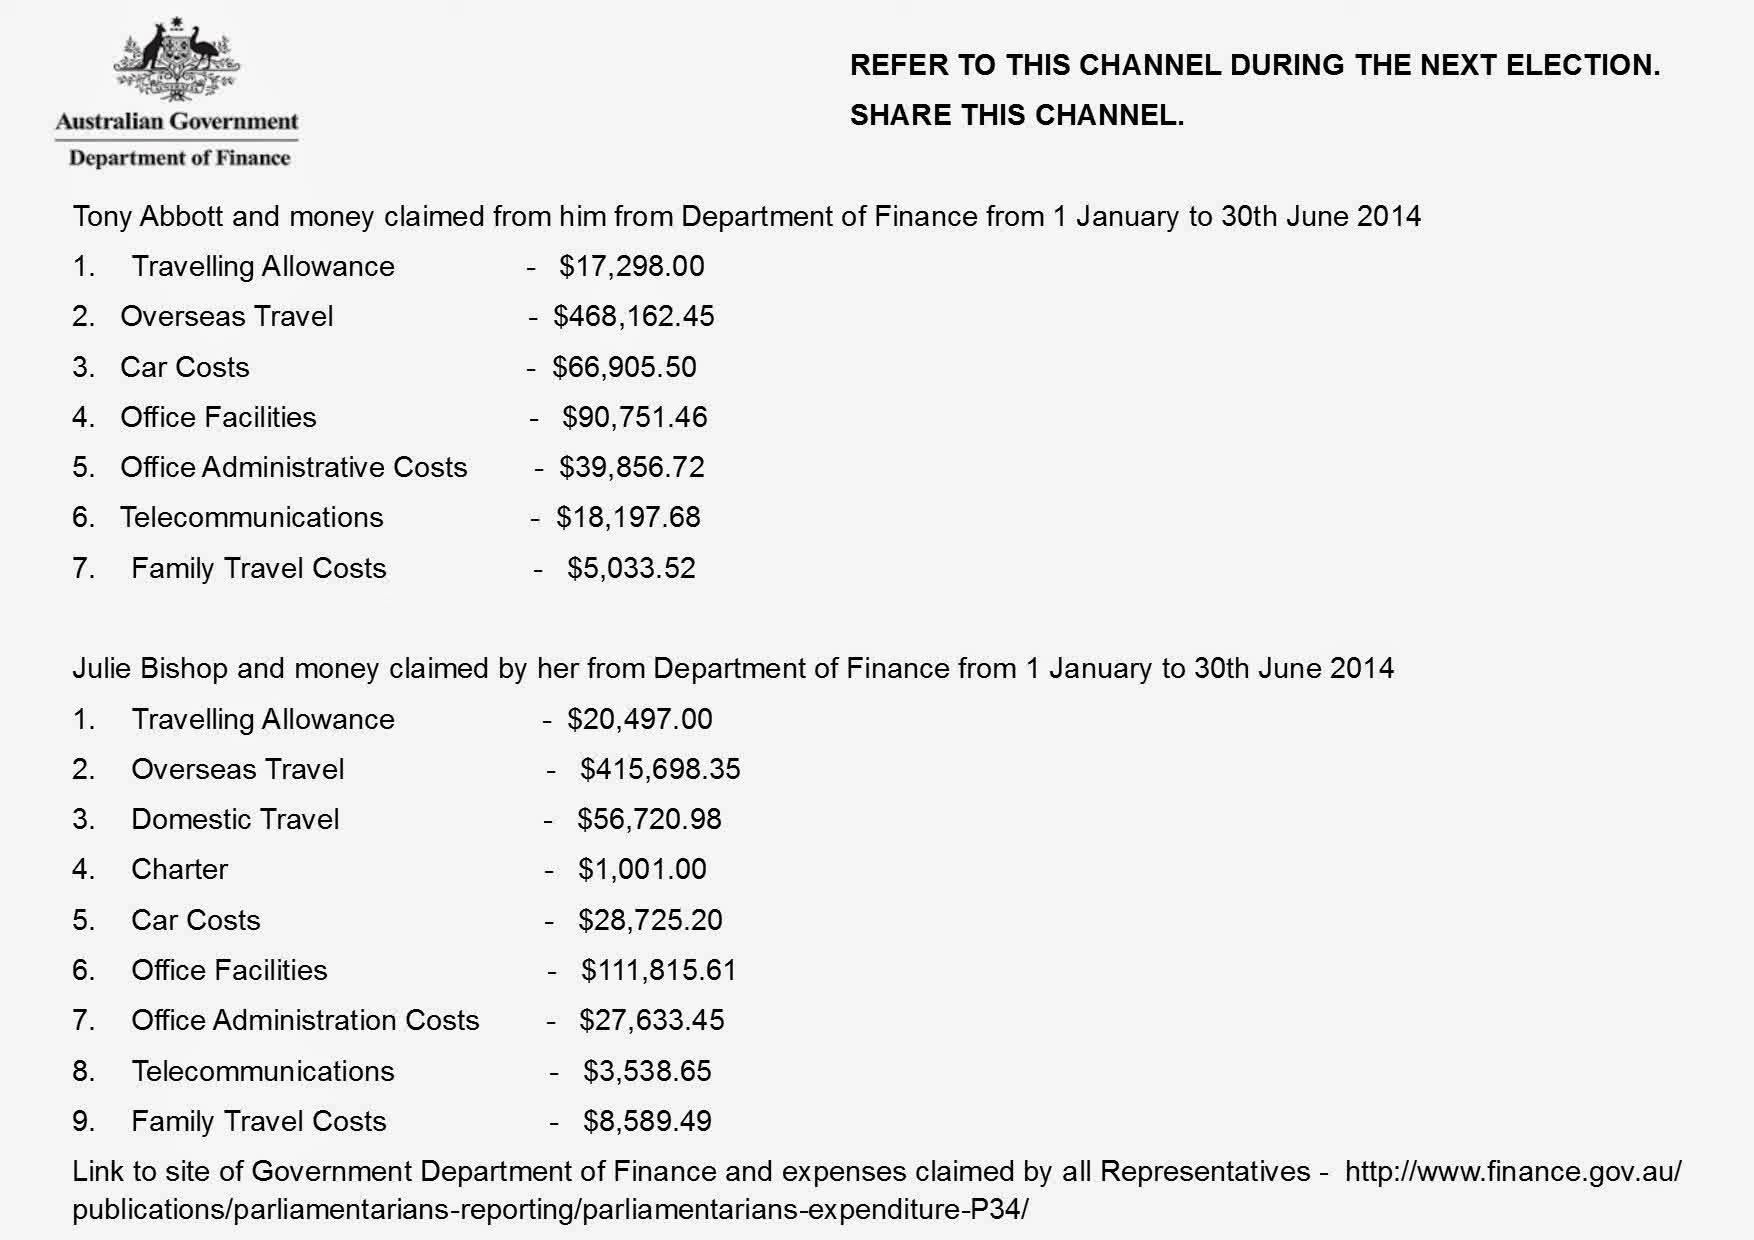 Australian Government
Department of Finance
REFER TO THIS CHANNEL DURING THE NEXT ELECTION.
SHARE THIS CHANNEL.
Tony Abbott and money claimed from him from Department of Finance from 1 January to 30th June 2014
1. Travelling Allowance - $17,298.00
2. Overseas Travel - $468,162.45
3. Car Costs - $66,905.50
4. Office Facilities - $90,751.46
5. Office Administrative Costs - $39,856.72
6. Telecommunications - $18,197.68
7. Family Travel Costs - $5,033.52
Julie Bishop and money claimed by her from Department of Finance from 1 January to 30th June 2014
1. Travelling Allowance - $20,497.00
2. Overseas Travel - $415,698.35
3. Domestic Travel - $56,720.98
4. Charter - $1,001.00
5. Car Costs - $28,725.20
6. Office Facilities - $111,815.61
7. Office Administration Costs - $27,633.45
8. Telecommunications - $3,538.65
9. Family Travel Costs - $8,589.49
Link to site of Government Department of Finance and expenses claimed by all Representatives - http://www.finance.gov.au/
publications/parliamentarians-reporting/parliamentarians-expenditure-P34/